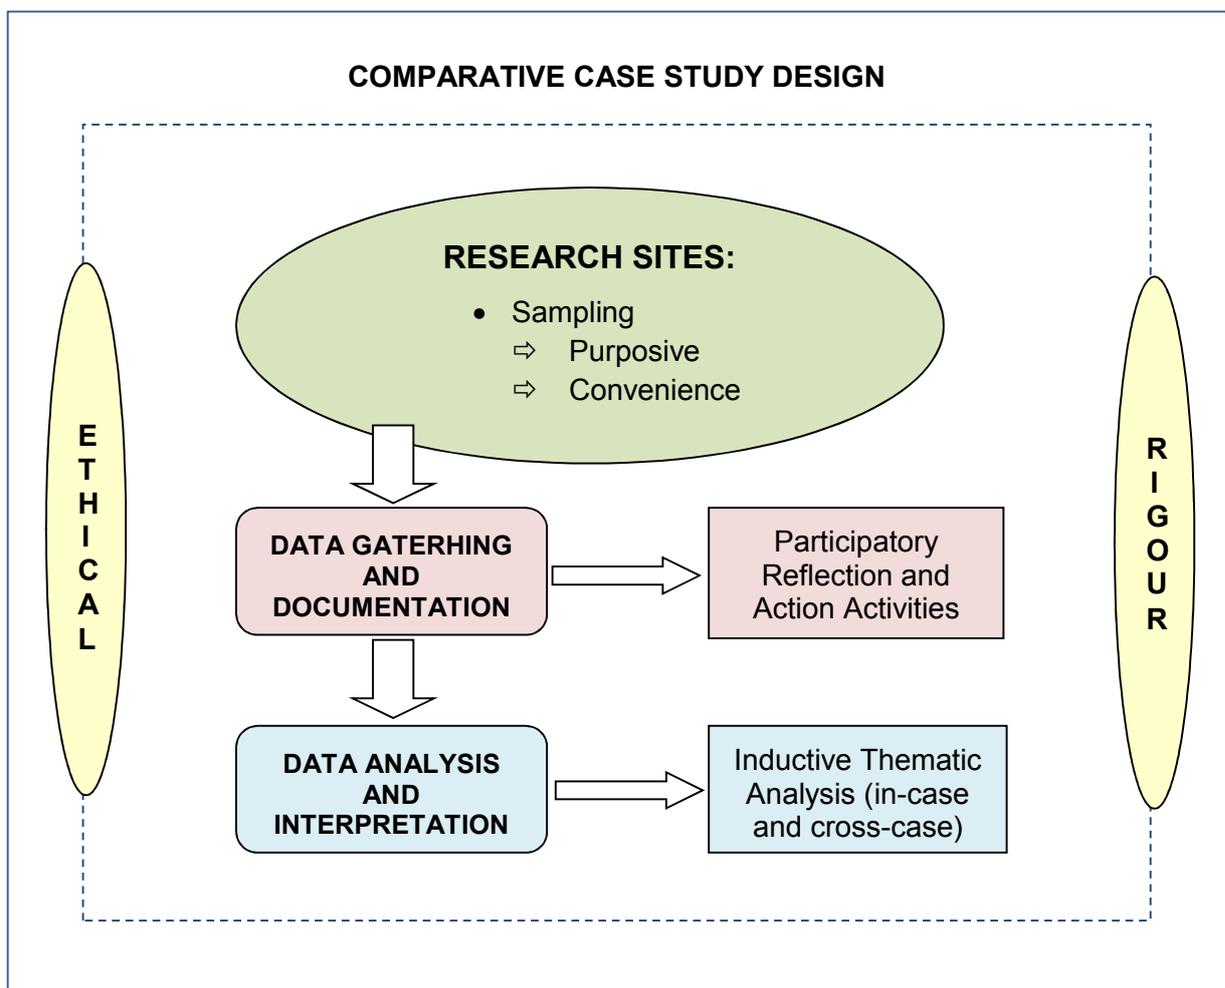 COMPARATIVE CASE STUDY DESIGN
RESEARCH SITES:
• Sampling
⇨ Purposive
⇨ Convenience
E
T
H
I
C
A
L
R
I
G
O
U
R
DATA GATERHING
AND
DOCUMENTATION
Participatory
Reflection and
Action Activities
DATA ANALYSIS
AND
INTERPRETATION
Inductive Thematic
Analysis (in-case
and cross-case)